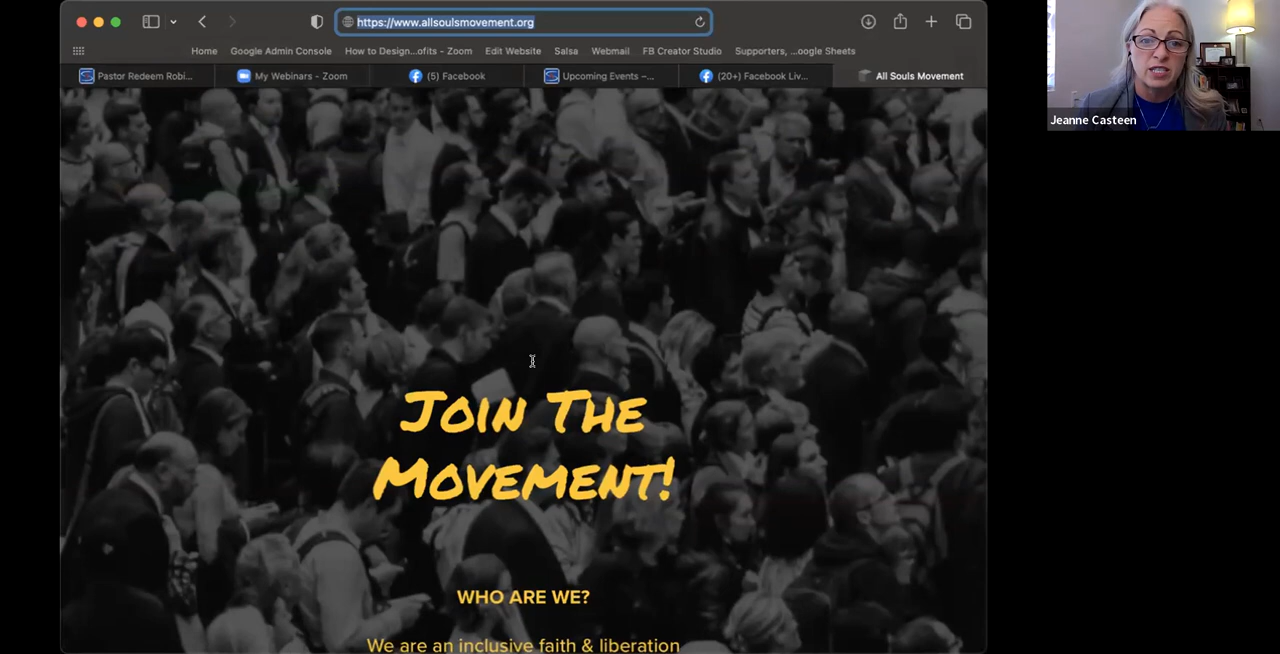 https://www.allsoulsmovement.org
Home Google Admin Console How to Design...ofits - Zoom Edit Website Salsa Webmail FB Creator Studio Supporters, ...oogle Sheets
Pastor Redeem Robi... My Webinars - Zoom (5) Facebook Upcoming Events –... (20+) Facebook Liv... All Souls Movement
Jeanne Casteen
Join The
Movement!
WHO ARE WE?
We are an inclusive faith & liberation